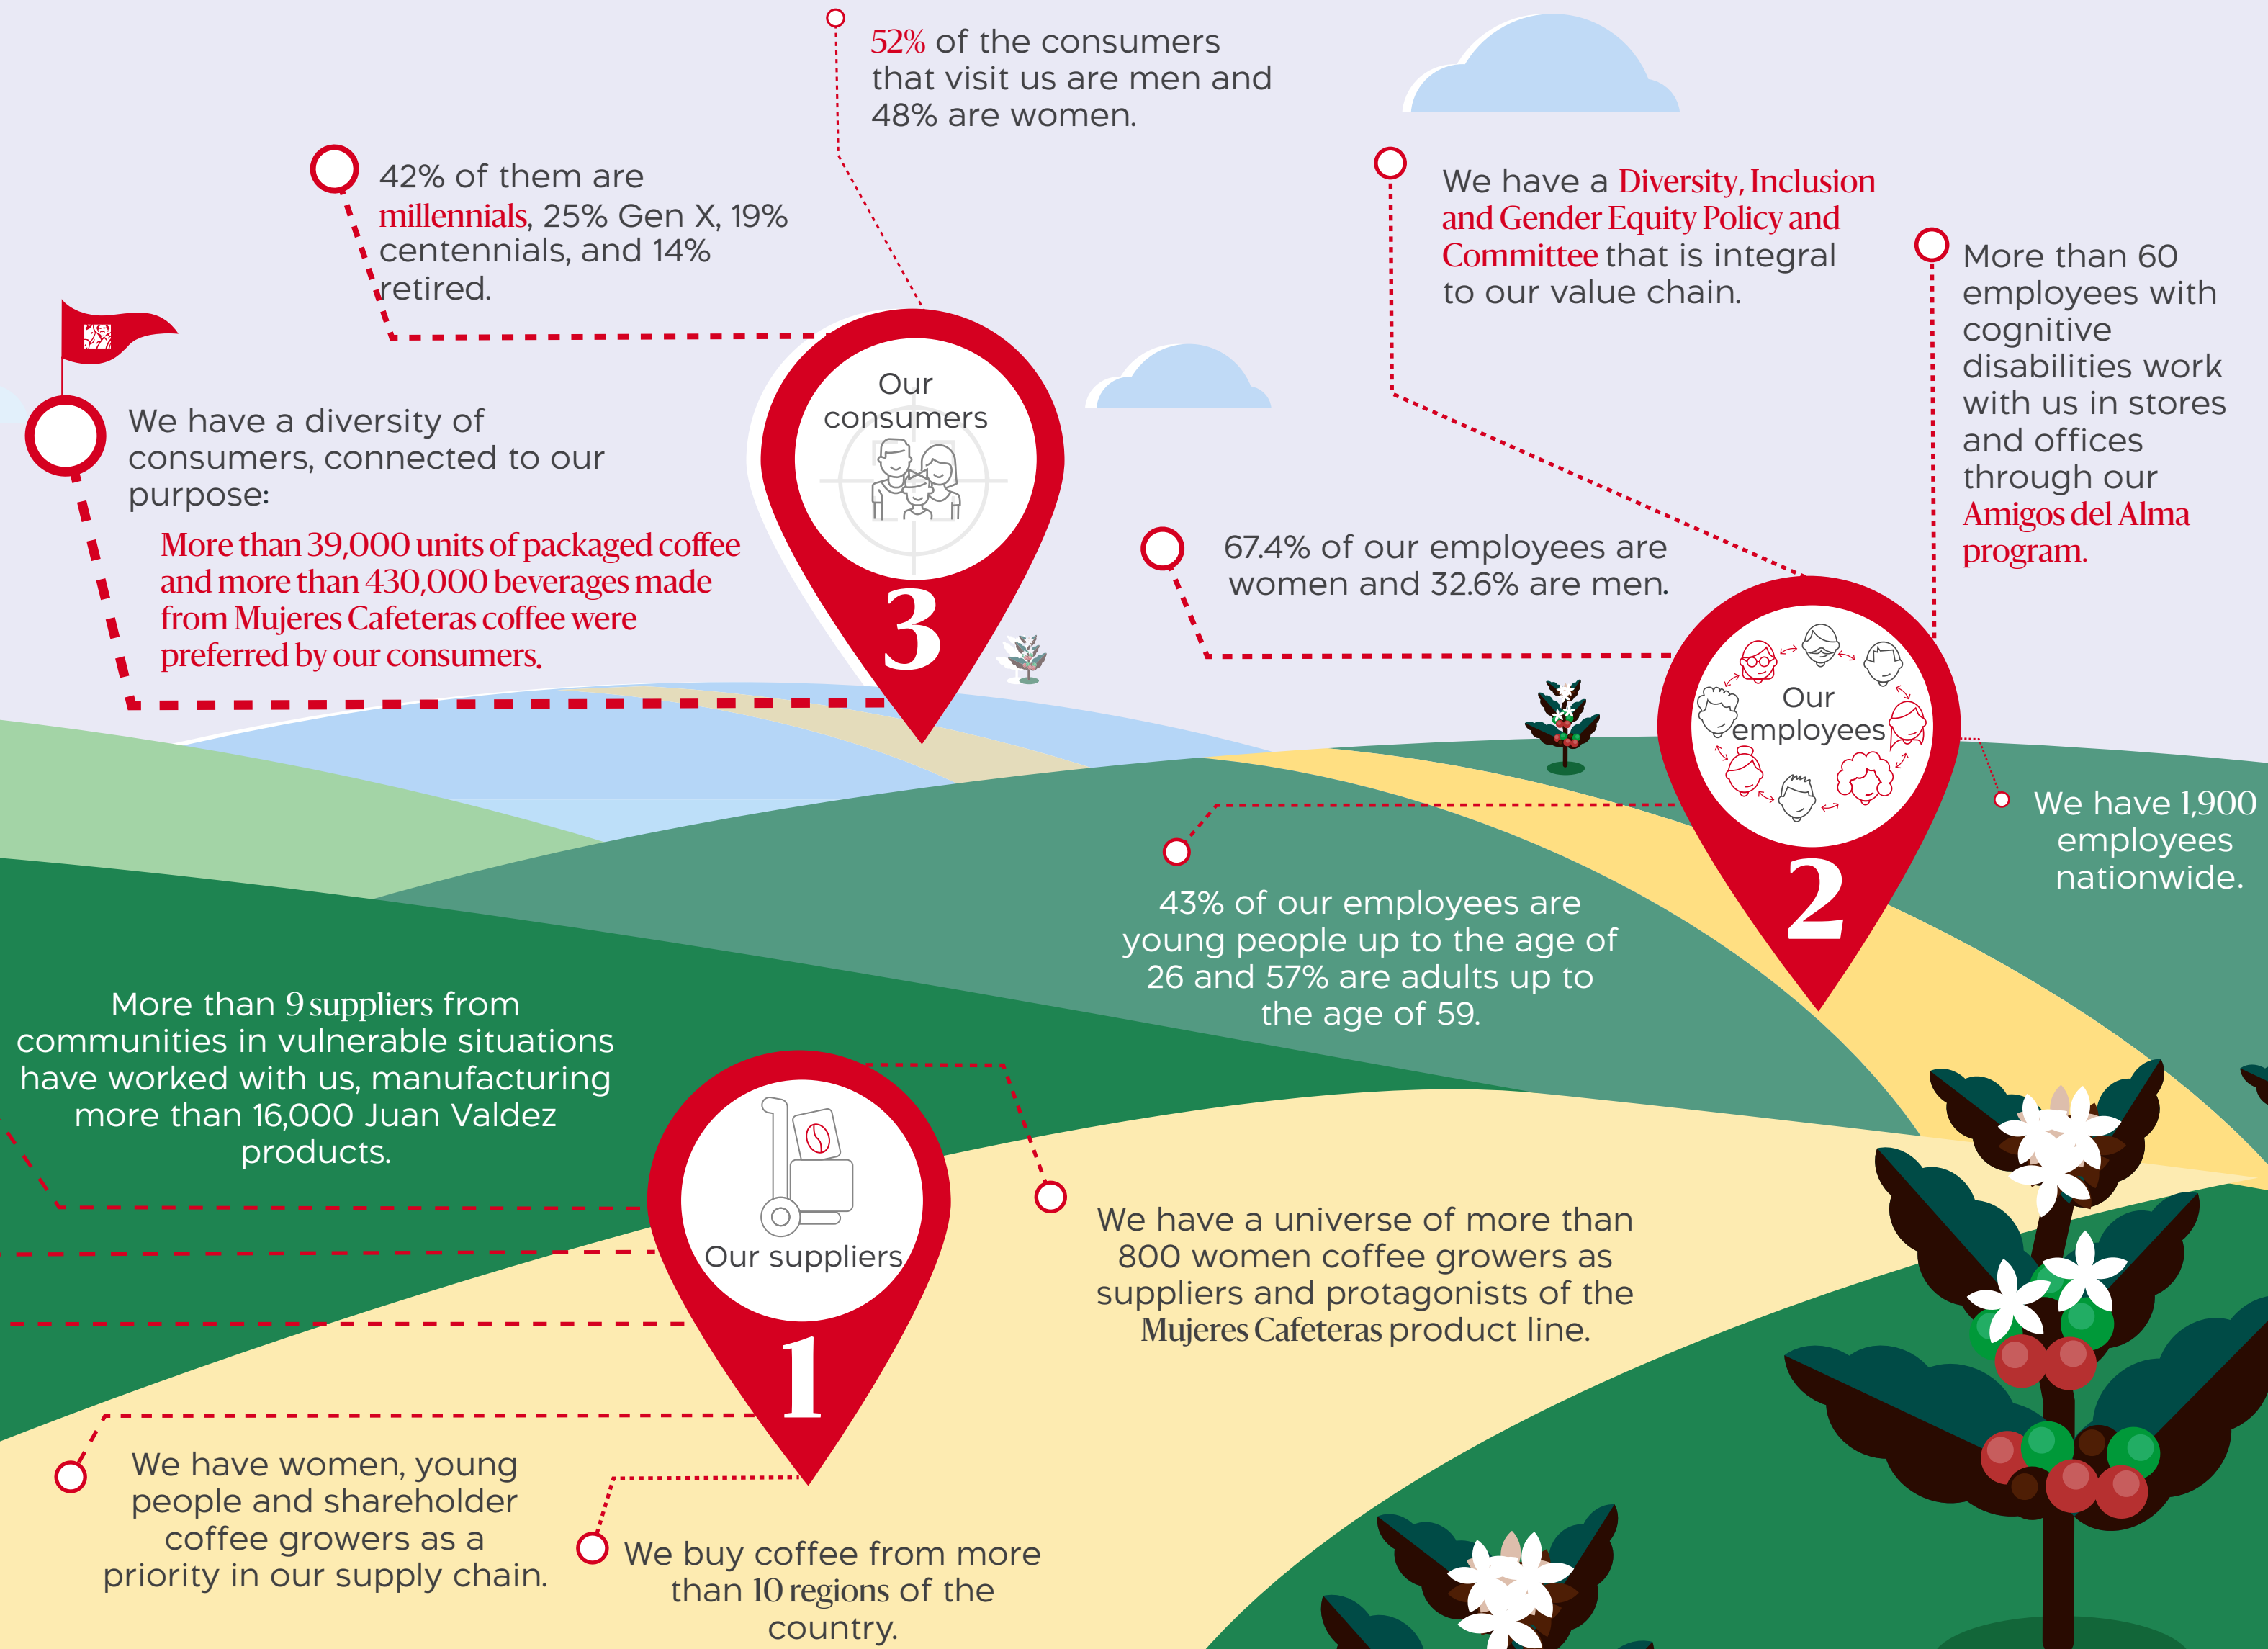 52% of the consumers
that visit us are men and
48% are women.
42% of them are
millennials, 25% Gen X, 19%
centennials, and 14%
retired.
We have a diversity of
consumers, connected to our
purpose:
More than 39,000 units of packaged coffee
and more than 430,000 beverages made
from Mujeres Cafeteras coffee were
preferred by our consumers.
Our
consumers
3
We have a Diversity, Inclusion
and Gender Equity Policy and
Committee that is integral
to our value chain.
More than 60
employees with
cognitive
disabilities work
with us in stores
and offices
through our
Amigos del Alma
program.
67.4% of our employees are
women and 32.6% are men.
Our
employees
2
We have 1,900
employees
nationwide.
43% of our employees are
young people up to the age of
26 and 57% are adults up to
the age of 59.
More than 9 suppliers from
communities in vulnerable situations
have worked with us, manufacturing
more than 16,000 Juan Valdez
products.
Our suppliers
1
We have a universe of more than
800 women coffee growers as
suppliers and protagonists of the
Mujeres Cafeteras product line.
We have women, young
people and shareholder
coffee growers as a
priority in our supply chain.
We buy coffee from more
than 10 regions of the
country.